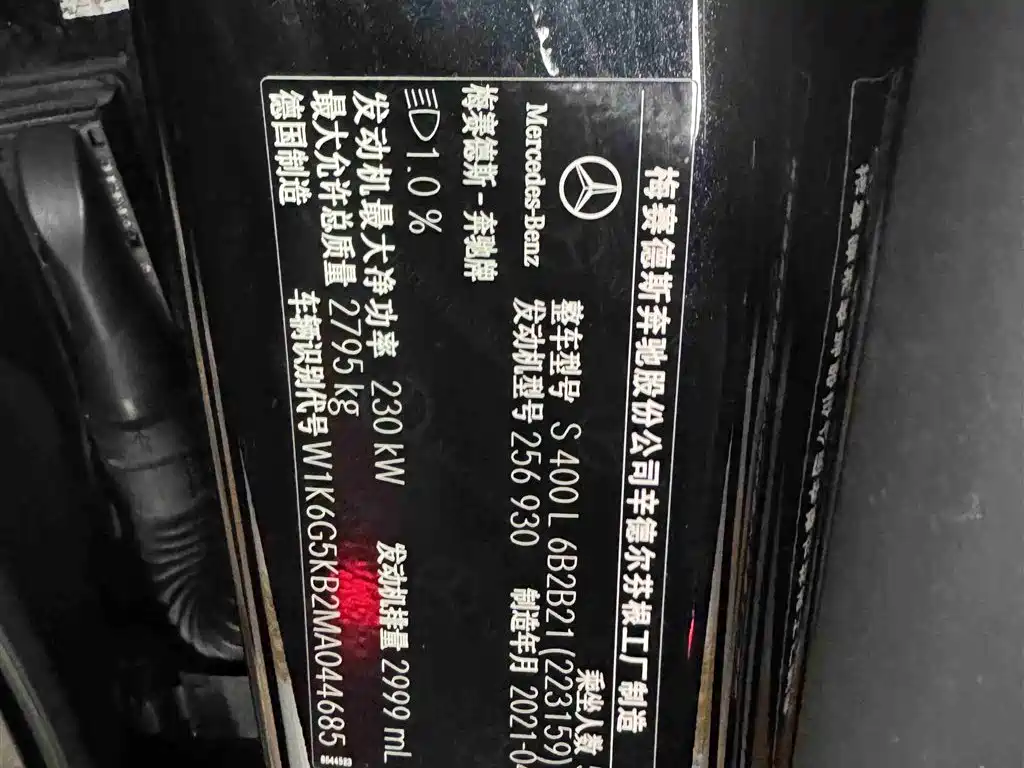 梅赛德斯奔驰股份公司辛德尔芬根工厂制造
Mercedes-Benz
整车型号 S 400 L 6B2B21 (223159) 乘坐人数
发动机型号 256 930 制造年月 2021-04
梅赛德斯-奔驰牌
1.0 %
发动机最大净功率 230 kW 发动机排量 2999 mL
最大允许总质量 2795 kg
德国制造 车辆识别代号 W1K6G5KB2MA044685